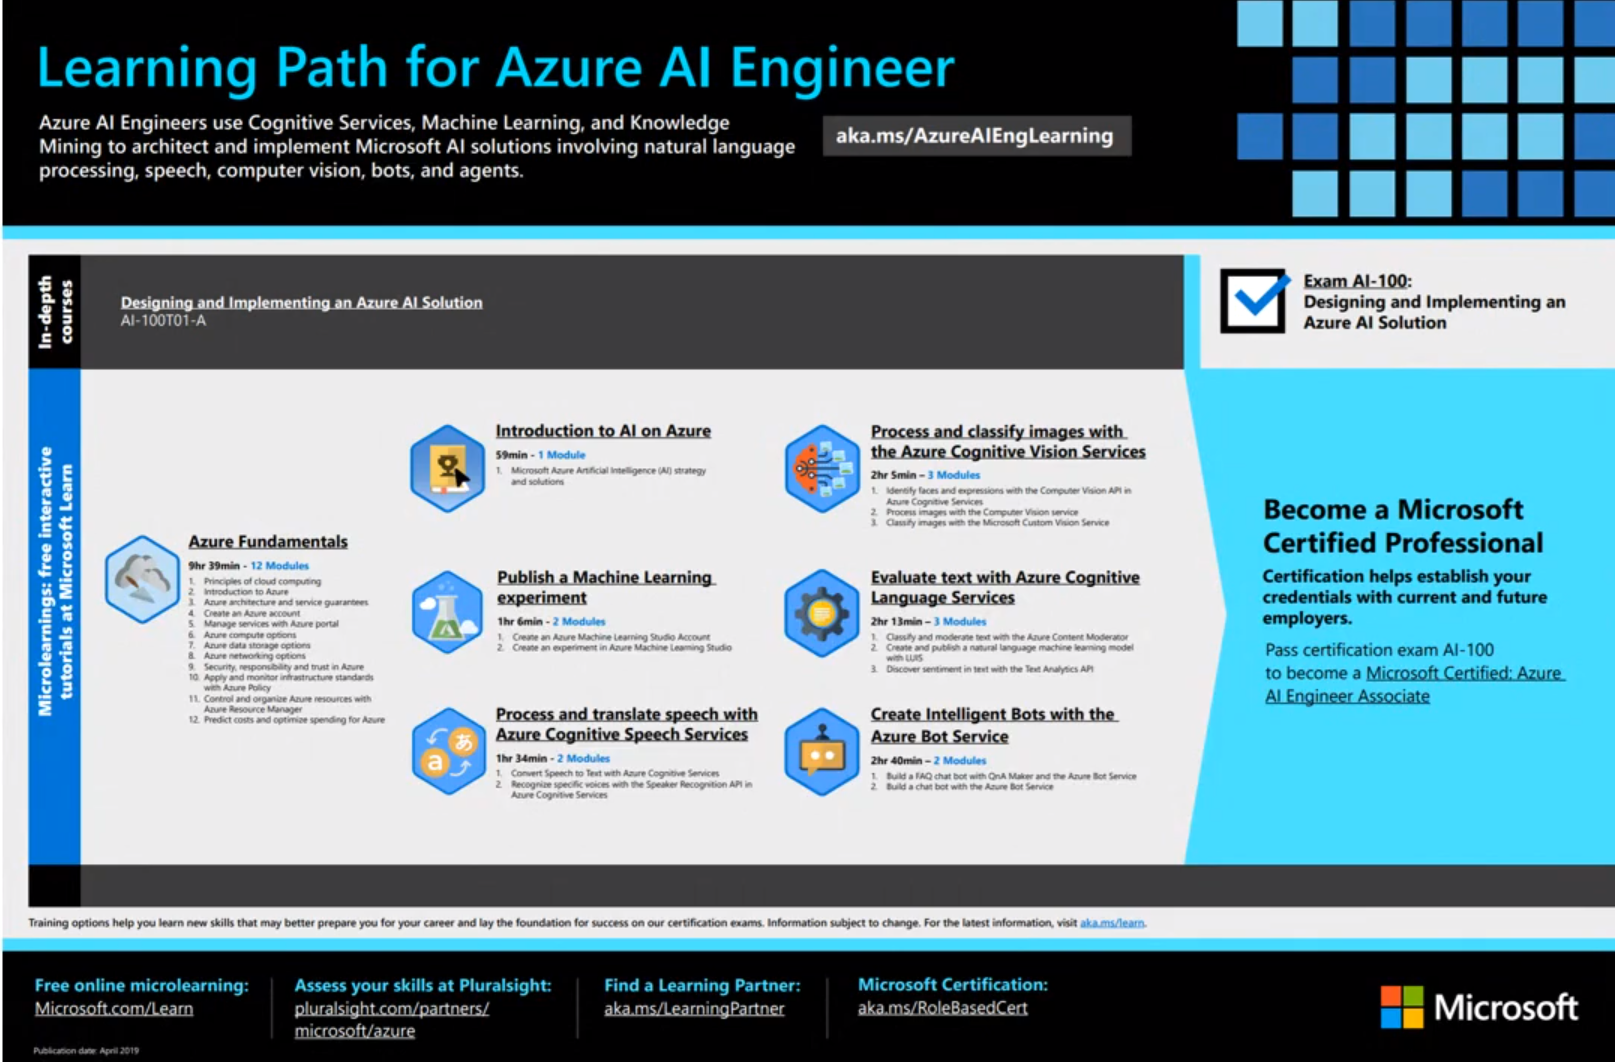 Learning Path for Azure AI Engineer
Azure AI Engineers use Cognitive Services, Machine Learning, and Knowledge
Mining to architect and implement Microsoft AI solutions involving natural language
processing, speech, computer vision, bots, and agents.
aka.ms/AzureAIEngLearning
In-depth
courses
Designing and Implementing an Azure AI Solution
AI-100T01-A
Exam AI-100:
Designing and Implementing an
Azure AI Solution
Microlearnings: free interactive
tutorials at Microsoft Learn
Azure Fundamentals
9hr 39min - 12 Modules
1. Principles of cloud computing
2. Introduction to Azure
3. Azure architecture and service guarantees
4. Create an Azure account
5. Manage services with Azure portal
6. Azure compute options
7. Azure data storage options
8. Azure networking options
9. Security, responsibility and trust in Azure
10. Apply and monitor infrastructure standards
with Azure Policy
11. Control and organize Azure resources with
Azure Resource Manager
12. Predict costs and optimize spending for Azure
Introduction to AI on Azure
59min - 1 Module
1. Microsoft Azure Artificial Intelligence (AI) strategy
and solutions
Publish a Machine Learning
experiment
1hr 6min - 2 Modules
1. Create an Azure Machine Learning Studio Account
2. Create an experiment in Azure Machine Learning Studio
Process and translate speech with
Azure Cognitive Speech Services
1hr 34min - 2 Modules
1. Convert Speech to Text with Azure Cognitive Services
2. Recognize specific voices with the Speaker Recognition API in
Azure Cognitive Services
a
あ
Process and classify images with
the Azure Cognitive Vision Services
2hr 5min – 3 Modules
1. Identify faces and expressions with the Computer Vision API in
Azure Cognitive Services
2. Process images with the Computer Vision service
3. Classify images with the Microsoft Custom Vision Service
Evaluate text with Azure Cognitive
Language Services
2hr 13min – 3 Modules
1. Classify and moderate text with the Azure Content Moderator
2. Create and publish a natural language machine learning model
with LUIS
3. Discover sentiment in text with the Text Analytics API
Create Intelligent Bots with the
Azure Bot Service
2hr 40min – 2 Modules
1. Build a FAQ chat bot with QnA Maker and the Azure Bot Service
2. Build a chat bot with the Azure Bot Service
Become a Microsoft
Certified Professional
Certification helps establish your
credentials with current and future
employers.
Pass certification exam AI-100
to become a Microsoft Certified: Azure
AI Engineer Associate
Training options help you learn new skills that may better prepare you for your career and lay the foundation for success on our certification exams. Information subject to change. For the latest information, visit aka.ms/learn.
Free online microlearning:
Microsoft.com/Learn
Assess your skills at Pluralsight:
pluralsight.com/partners/
microsoft/azure
Find a Learning Partner:
aka.ms/LearningPartner
Microsoft Certification:
aka.ms/RoleBasedCert
Microsoft
Publication date: April 2019